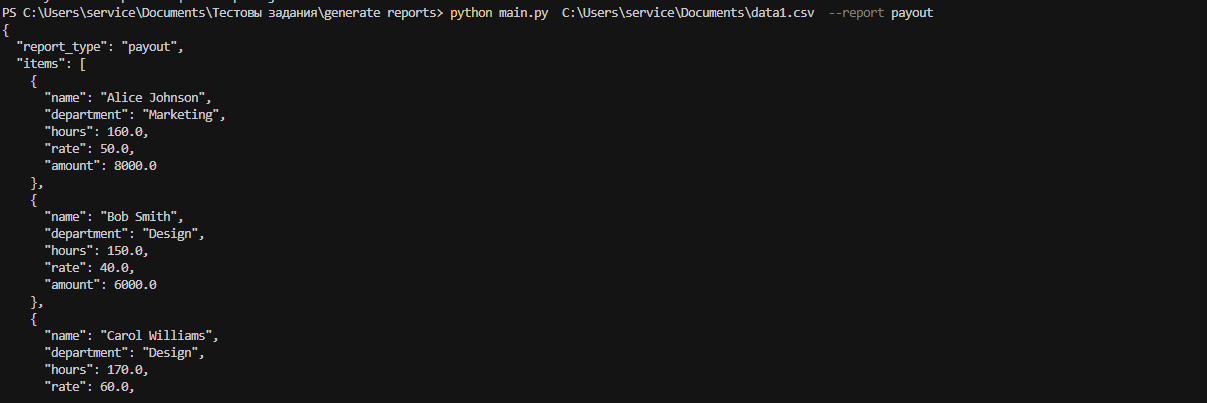 PS C:\Users\service\Documents\Тестовы задания\generate reports> python main.py  C:\Users\service\Documents\data1.csv  --report payout
{
  "report_type": "payout",
  "items": [
    {
      "name": "Alice Johnson",
      "department": "Marketing",
      "hours": 160.0,
      "rate": 50.0,
      "amount": 8000.0
    },
    {
      "name": "Bob Smith",
      "department": "Design",
      "hours": 150.0,
      "rate": 40.0,
      "amount": 6000.0
    },
    {
      "name": "Carol Williams",
      "department": "Design",
      "hours": 170.0,
      "rate": 60.0,